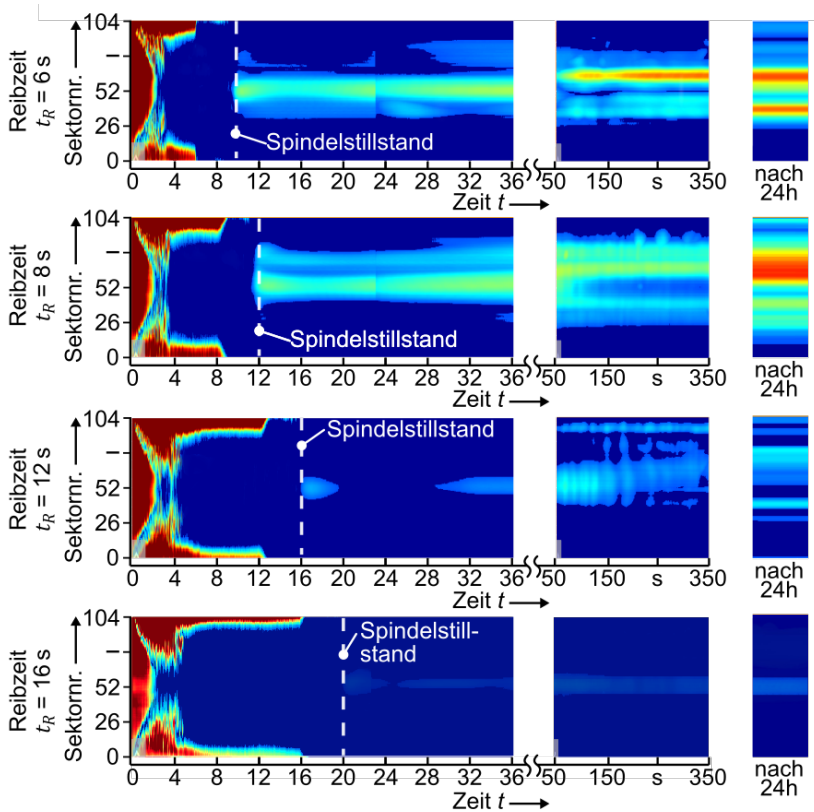 Reibzeit
t_R = 6 s
Sektornr.
104
52
26
0
Spindelstillstand
0 4 8 12 16 20 24 28 32 36 50 150 s 350
Zeit t
nach
24h
Reibzeit
t_R = 8 s
Sektornr.
104
52
26
0
Spindelstillstand
0 4 8 12 16 20 24 28 32 36 50 150 s 350
Zeit t
nach
24h
Reibzeit
t_R = 12 s
Sektornr.
104
52
26
0
Spindelstillstand
0 4 8 12 16 20 24 28 32 36 50 150 s 350
Zeit t
nach
24h
Reibzeit
t_R = 16 s
Sektornr.
104
52
26
0
Spindelstill-
stand
0 4 8 12 16 20 24 28 32 36 50 150 s 350
Zeit t
nach
24h